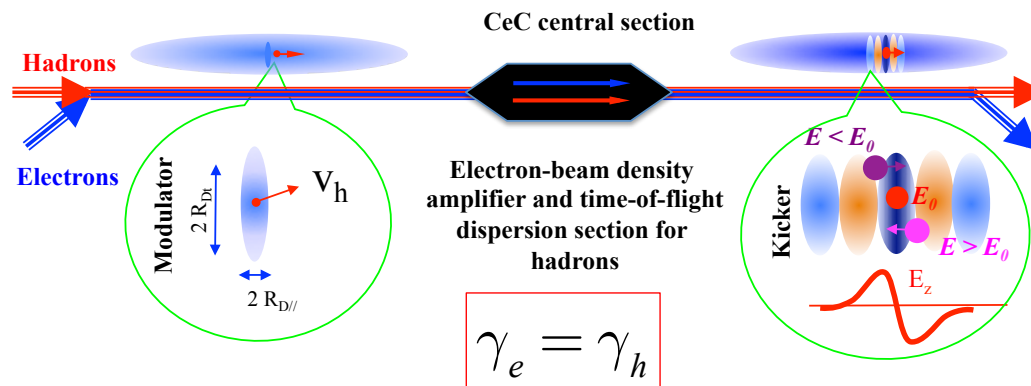 CeC central section
Hadrons
Electrons
Modulator
2 R_Dt
v_h
2 R_D//
Electron-beam density
amplifier and time-of-flight
dispersion section for
hadrons
γ_e = γ_h
Kicker
E < E_0
E_0
E > E_0
E_z